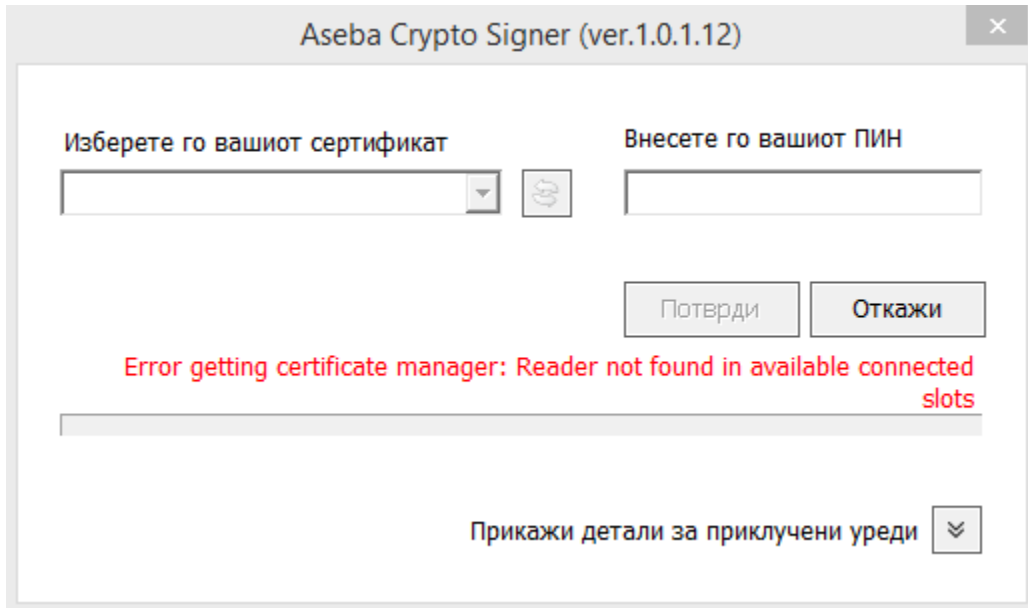 Aseba Crypto Signer (ver.1.0.1.12)
Изберете го вашиот сертификат
Внесете го вашиот ПИН
Потврди
Откажи
Error getting certificate manager: Reader not found in available connected
slots
Прикажи детали за приклучени уреди